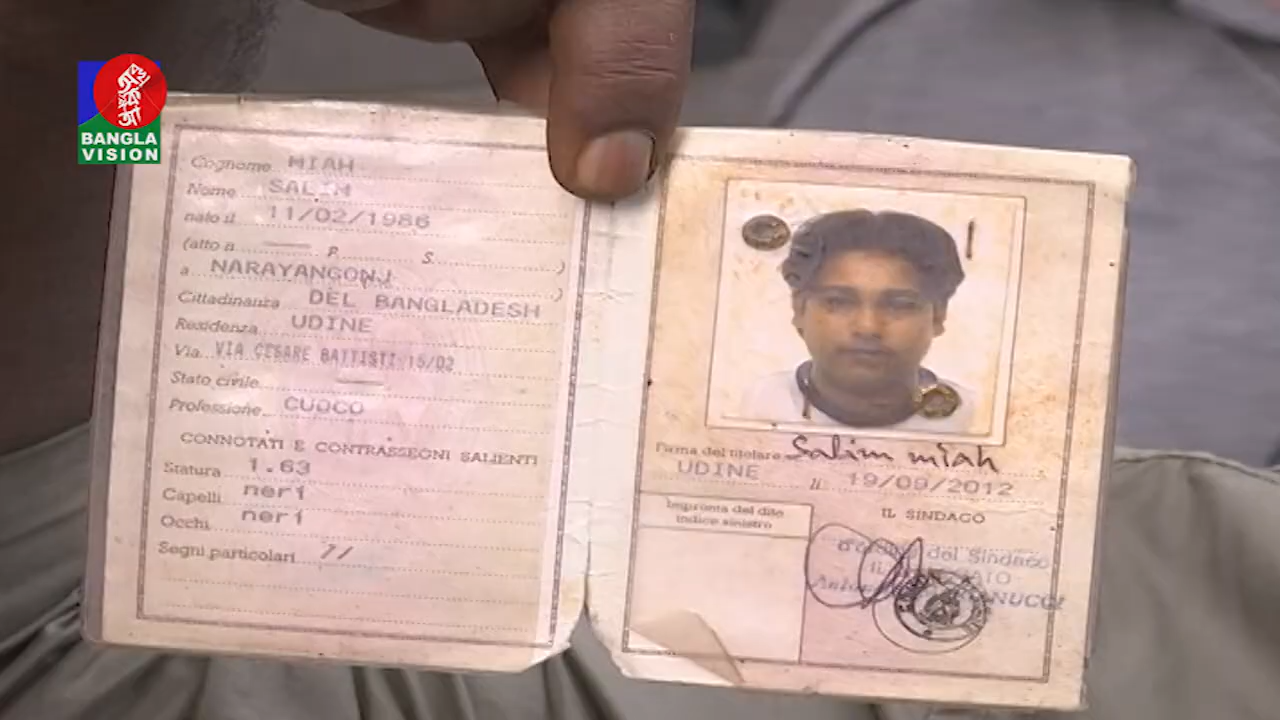 বাংলাভিশন
BANGLA
VISION
Cognome MIAH
Nome SALIM
nato il 11/02/1986
(atto n. P. S. )
a NARAYANGONJ )
Cittadinanza DEL BANGLADESH
Residenza UDINE
Via VIA CESARE BATTISTI 15/02
Stato civile
Professione CUOCO
CONNOTATI E CONTRASSEGNI SALIENTI
Statura 1.63
Capelli neri
Occhi neri
Segni particolari //
Firma del titolare Salim miah
UDINE li 19/09/2012
Impronta del dito
indice sinistro
IL SINDACO
del Sindaco